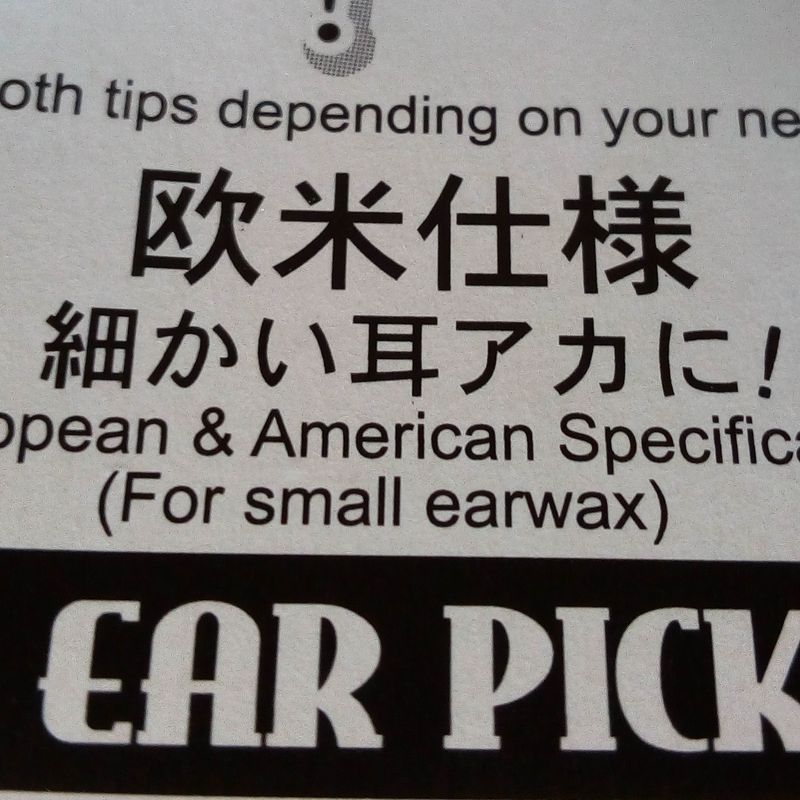 oth tips depending on your ne
欧米仕様
細かい耳アカに!
opean & American Specifica
(For small earwax)
EAR PICK